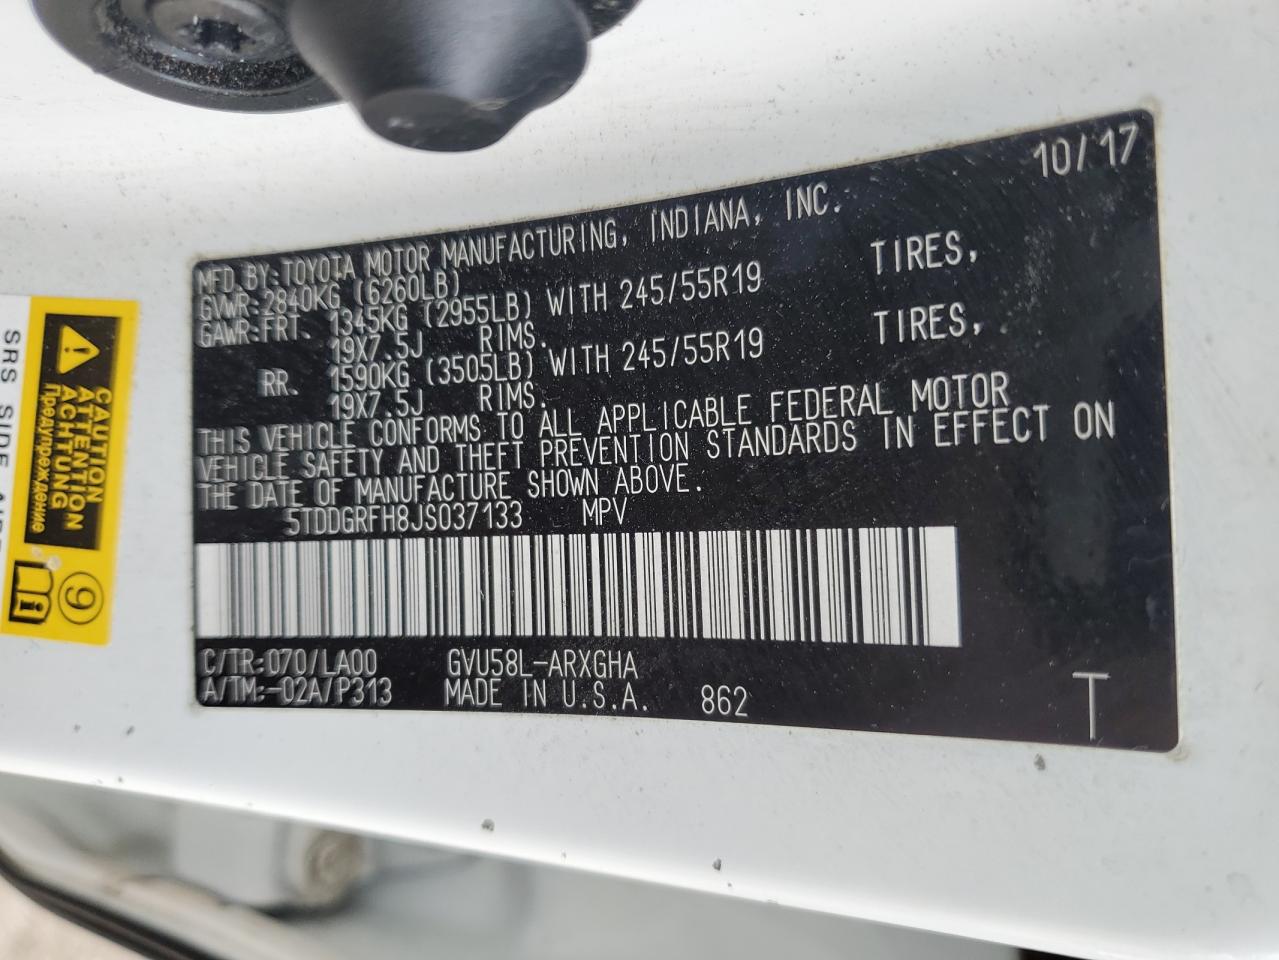 10/17
MFD.BY:TOYOTA MOTOR MANUFACTURING, INDIANA, INC.
GVWR:2840KG (6260LB)
GAWR:FRT. 1345KG (2955LB) WITH 245/55R19 TIRES,
19X7.5J RIMS.
RR. 1590KG (3505LB) WITH 245/55R19 TIRES,
19X7.5J RIMS.
THIS VEHICLE CONFORMS TO ALL APPLICABLE FEDERAL MOTOR
VEHICLE SAFETY AND THEFT PREVENTION STANDARDS IN EFFECT ON
THE DATE OF MANUFACTURE SHOWN ABOVE.
5TDDGRFH8JS037133 MPV
C/TR:070/LA00 GVU58L-ARXGHA
A/TM:-02A/P313 MADE IN U.S.A. 862
T
CAUTION
ATTENTION
ACHTUNG
Предупреждение
9
SRS SIDE